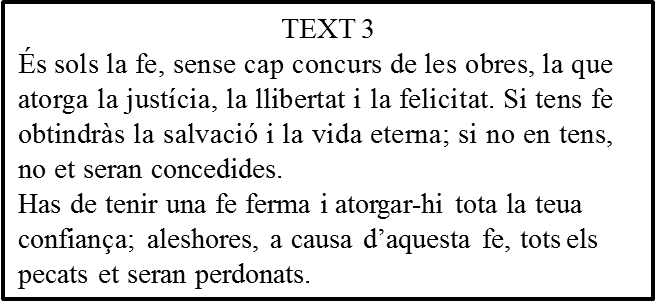 TEXT 3
És sols la fe, sense cap concurs de les obres, la que
atorga la justícia, la llibertat i la felicitat. Si tens fe
obtindràs la salvació i la vida eterna; si no en tens,
no et seran concedides.
Has de tenir una fe ferma i atorgar-hi tota la teua
confiança; aleshores, a causa d’aquesta fe, tots els
pecats et seran perdonats.